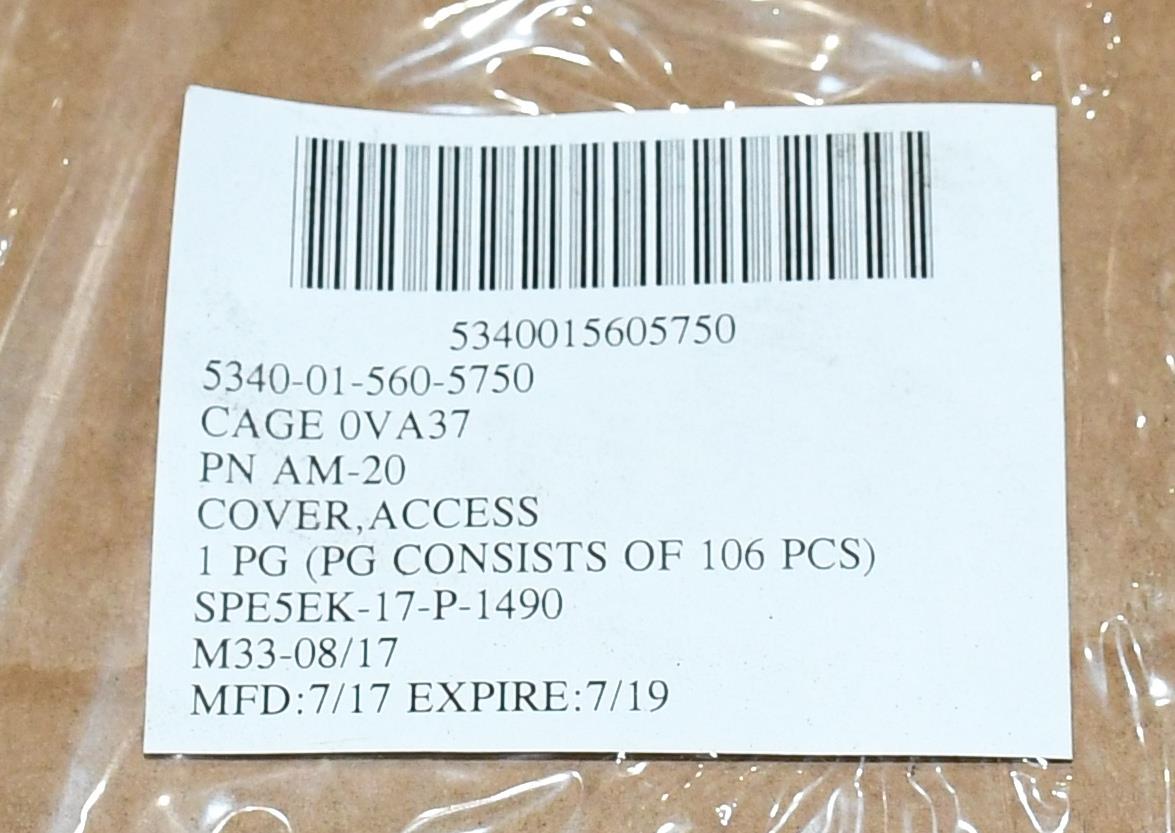 5340015605750
5340-01-560-5750
CAGE 0VA37
PN AM-20
COVER,ACCESS
1 PG (PG CONSISTS OF 106 PCS)
SPE5EK-17-P-1490
M33-08/17
MFD:7/17 EXPIRE:7/19